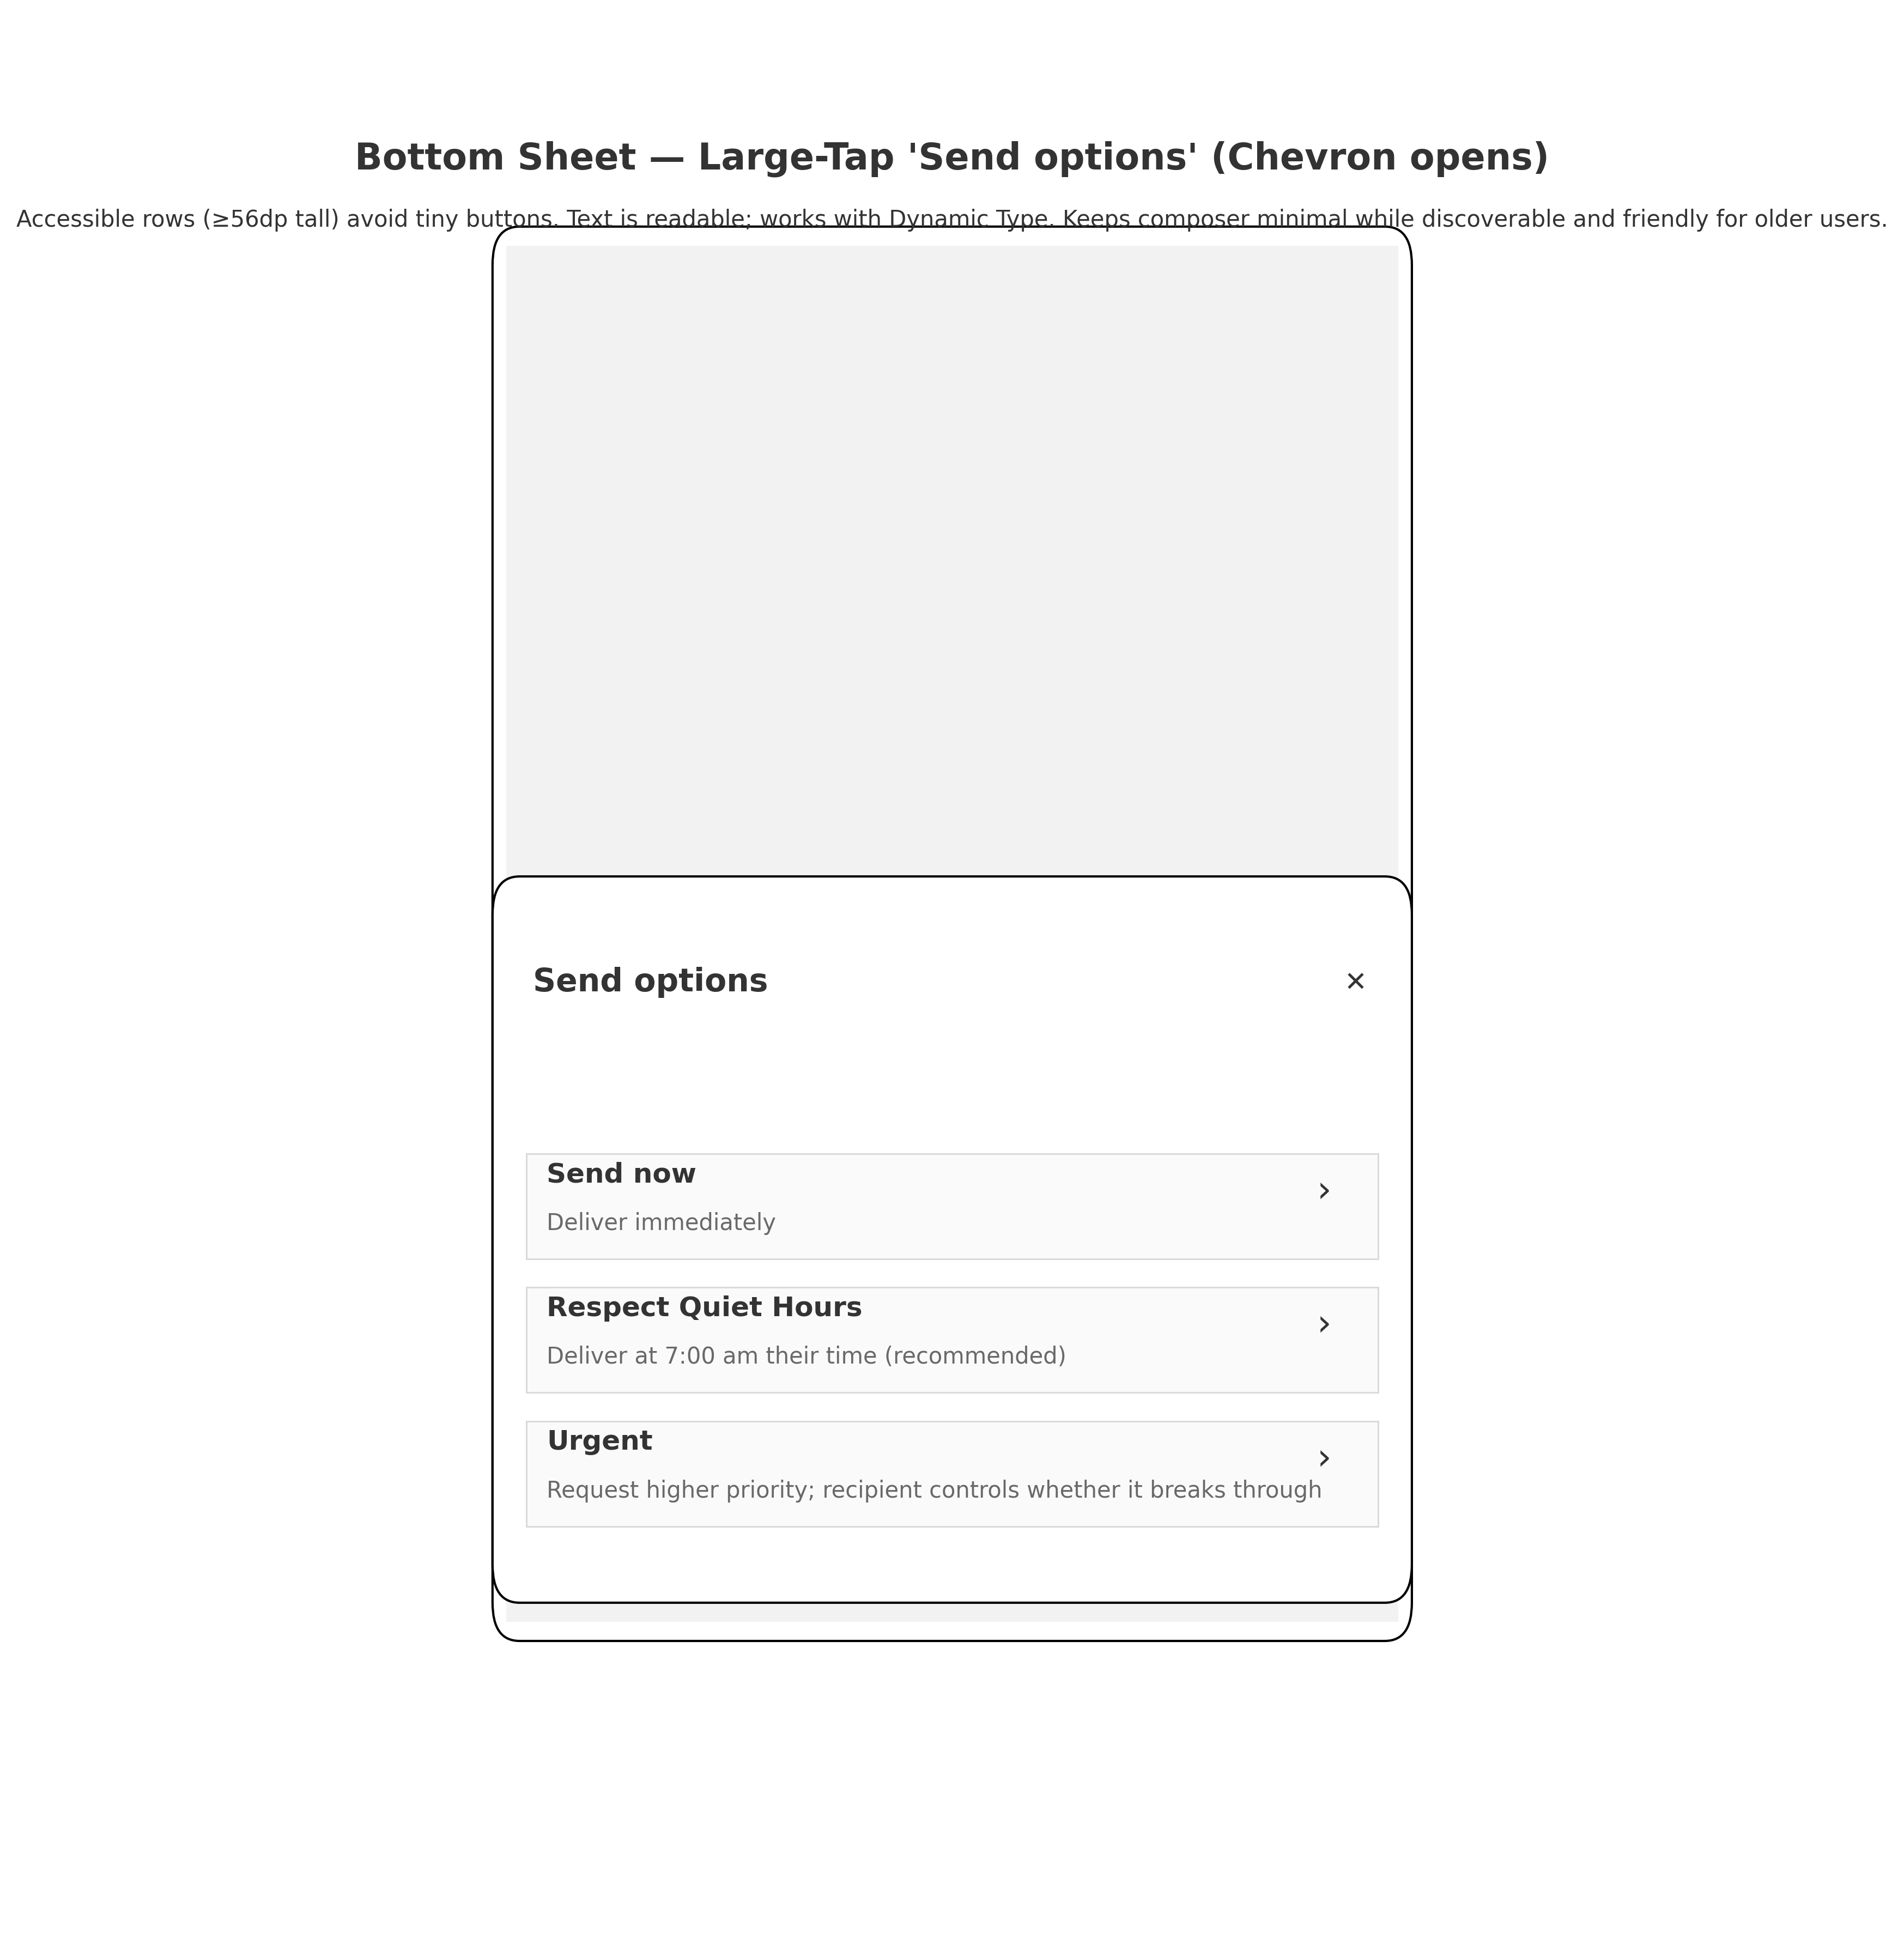 Bottom Sheet — Large-Tap 'Send options' (Chevron opens)
Accessible rows (≥56dp tall) avoid tiny buttons. Text is readable; works with Dynamic Type. Keeps composer minimal while discoverable and friendly for older users.
Send options ✕
Send now ›
Deliver immediately
Respect Quiet Hours ›
Deliver at 7:00 am their time (recommended)
Urgent ›
Request higher priority; recipient controls whether it breaks through